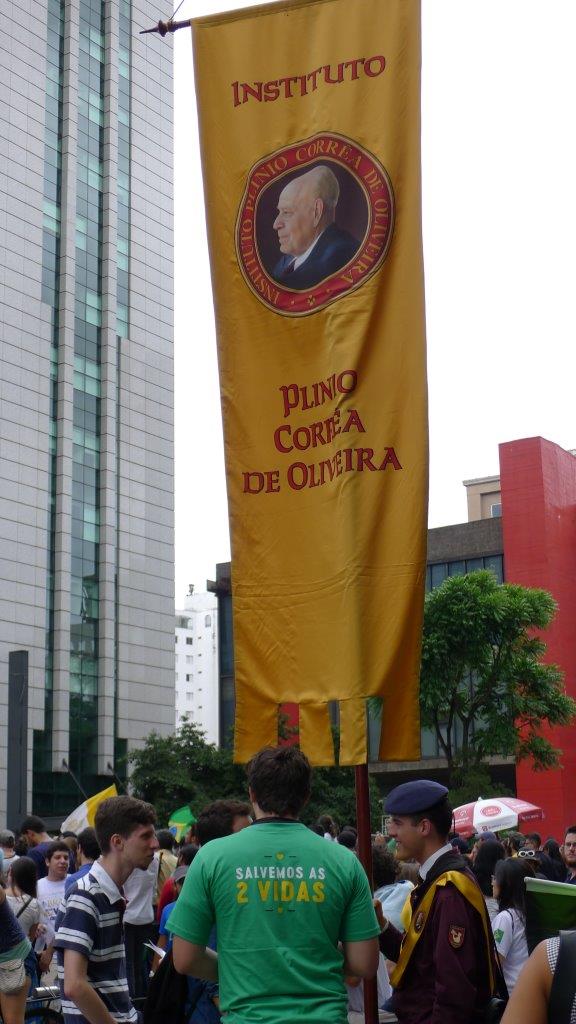 INSTITUTO
INSTITUTO PLINIO CORRÊA DE OLIVEIRA
PLINIO
CORRÊA
DE OLIVEIRA
SALVEMOS AS
2 VIDAS